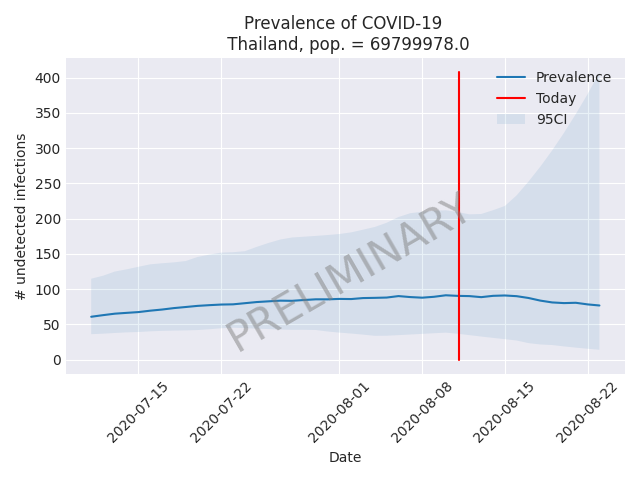 Prevalence of COVID-19
Thailand, pop. = 69799978.0
400
350
300
250
200
150
100
50
0
# undetected infections
Prevalence
Today
95CI
PRELIMINARY
2020-07-15
2020-07-22
2020-08-01
2020-08-08
2020-08-15
2020-08-22
Date